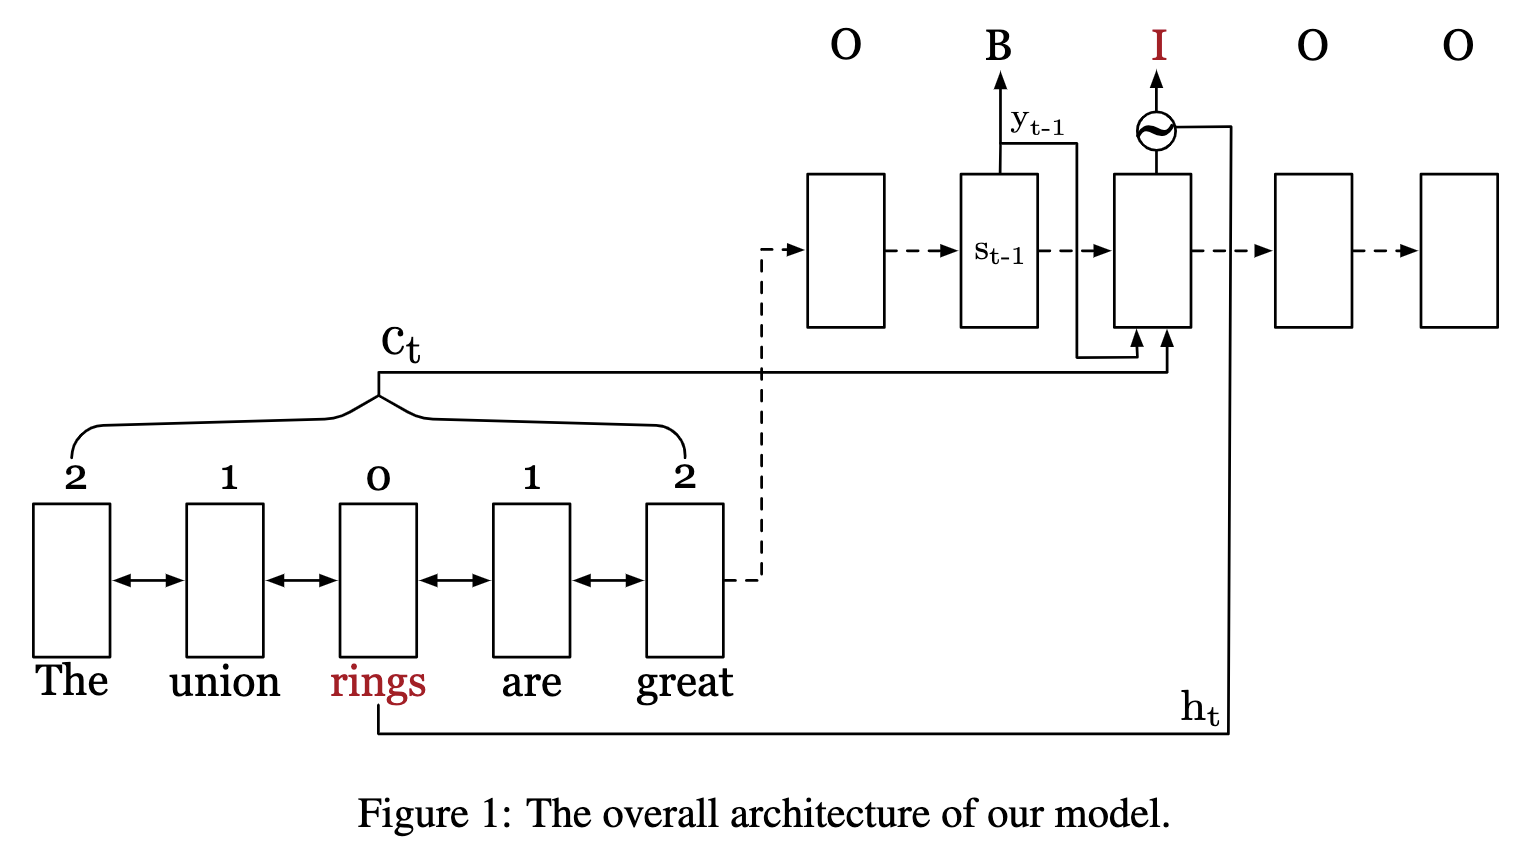 O B I O O
y_{t-1}
s_{t-1}
c_t
2 1 0 1 2
The union rings are great
h_t
Figure 1: The overall architecture of our model.